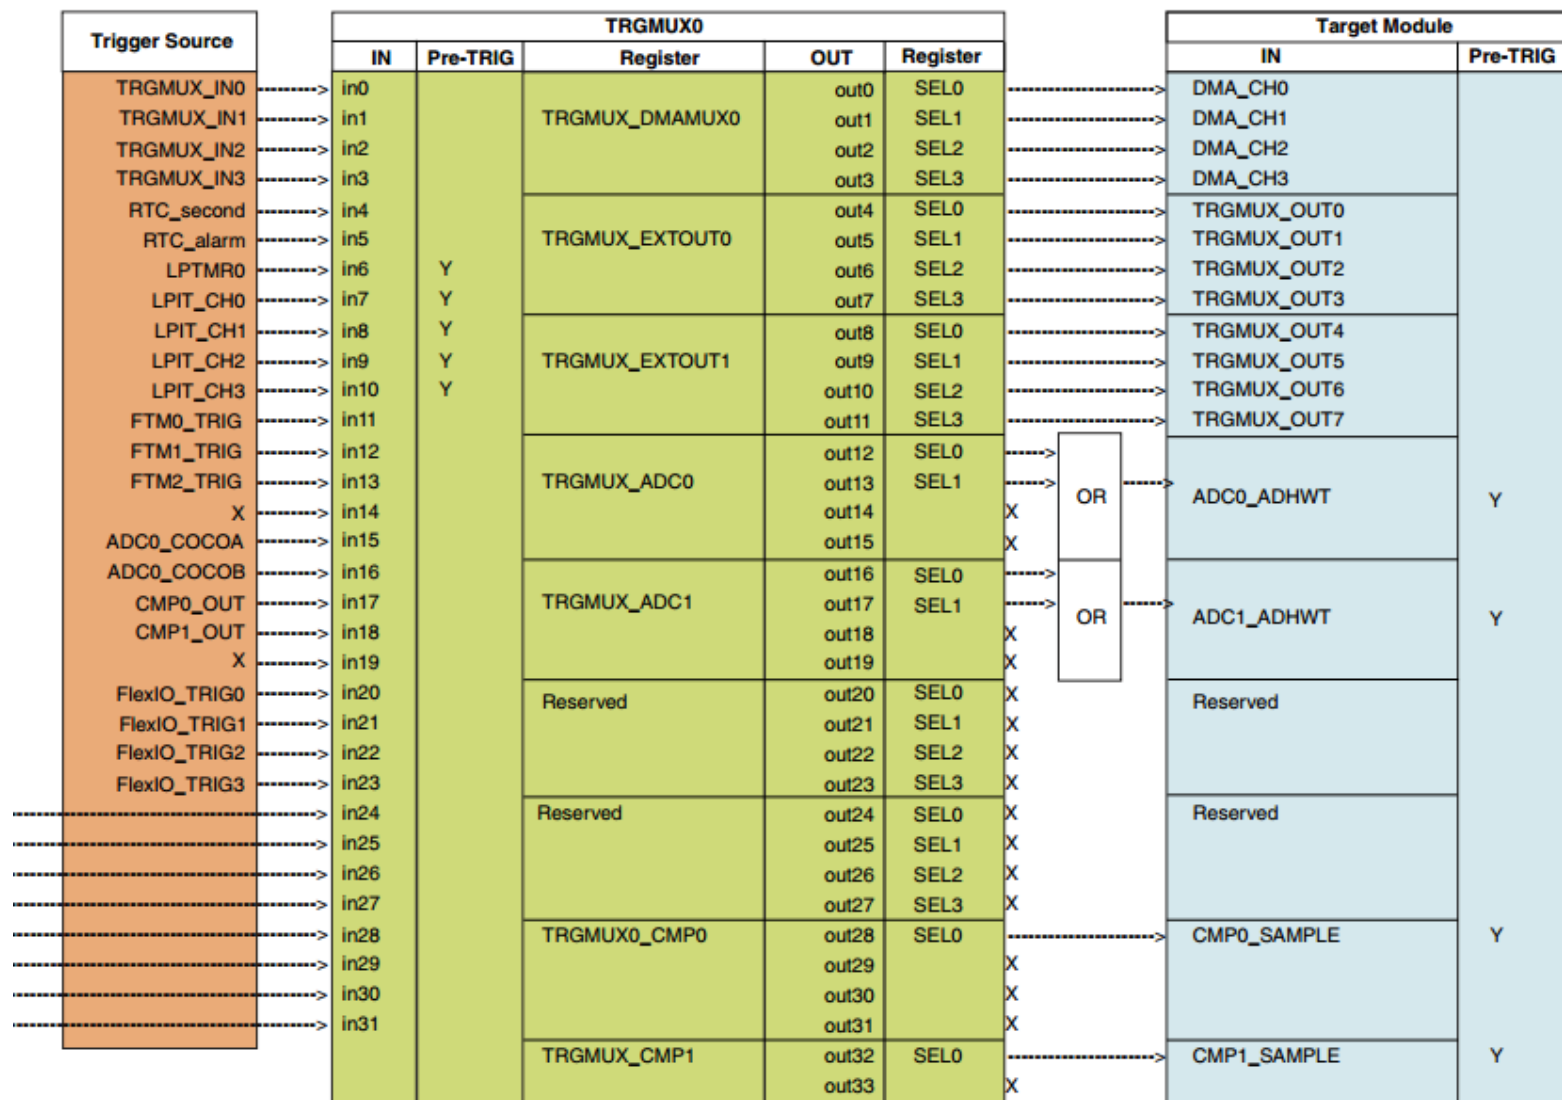 Trigger Source TRGMUX0 Target Module
IN Pre-TRIG Register OUT Register IN Pre-TRIG
TRGMUX_IN0 in0 out0 SEL0 DMA_CH0
TRGMUX_IN1 in1 TRGMUX_DMAMUX0 out1 SEL1 DMA_CH1
TRGMUX_IN2 in2 out2 SEL2 DMA_CH2
TRGMUX_IN3 in3 out3 SEL3 DMA_CH3
RTC_second in4 out4 SEL0 TRGMUX_OUT0
RTC_alarm in5 TRGMUX_EXTOUT0 out5 SEL1 TRGMUX_OUT1
LPTMR0 in6 Y out6 SEL2 TRGMUX_OUT2
LPIT_CH0 in7 Y out7 SEL3 TRGMUX_OUT3
LPIT_CH1 in8 Y out8 SEL0 TRGMUX_OUT4
LPIT_CH2 in9 Y TRGMUX_EXTOUT1 out9 SEL1 TRGMUX_OUT5
LPIT_CH3 in10 Y out10 SEL2 TRGMUX_OUT6
FTM0_TRIG in11 out11 SEL3 TRGMUX_OUT7
FTM1_TRIG in12 out12 SEL0
FTM2_TRIG in13 TRGMUX_ADC0 out13 SEL1 OR ADC0_ADHWT Y
X in14 out14 X
ADC0_COCOA in15 out15 X
ADC0_COCOB in16 out16 SEL0
CMP0_OUT in17 TRGMUX_ADC1 out17 SEL1 OR ADC1_ADHWT Y
CMP1_OUT in18 out18 X
X in19 out19 X
FlexIO_TRIG0 in20 Reserved out20 SEL0 X Reserved
FlexIO_TRIG1 in21 out21 SEL1 X
FlexIO_TRIG2 in22 out22 SEL2 X
FlexIO_TRIG3 in23 out23 SEL3 X
in24 Reserved out24 SEL0 X Reserved
in25 out25 SEL1 X
in26 out26 SEL2 X
in27 out27 SEL3 X
in28 TRGMUX0_CMP0 out28 SEL0 CMP0_SAMPLE Y
in29 out29 X
in30 out30 X
in31 out31 X
TRGMUX_CMP1 out32 SEL0 CMP1_SAMPLE Y
out33 X